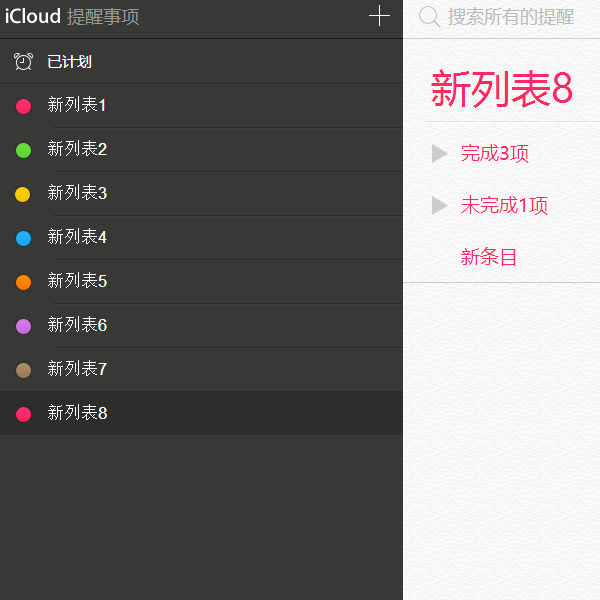 iCloud 提醒事项
已计划
新列表1
新列表2
新列表3
新列表4
新列表5
新列表6
新列表7
新列表8
搜索所有的提醒
新列表8
完成3项
未完成1项
新条目